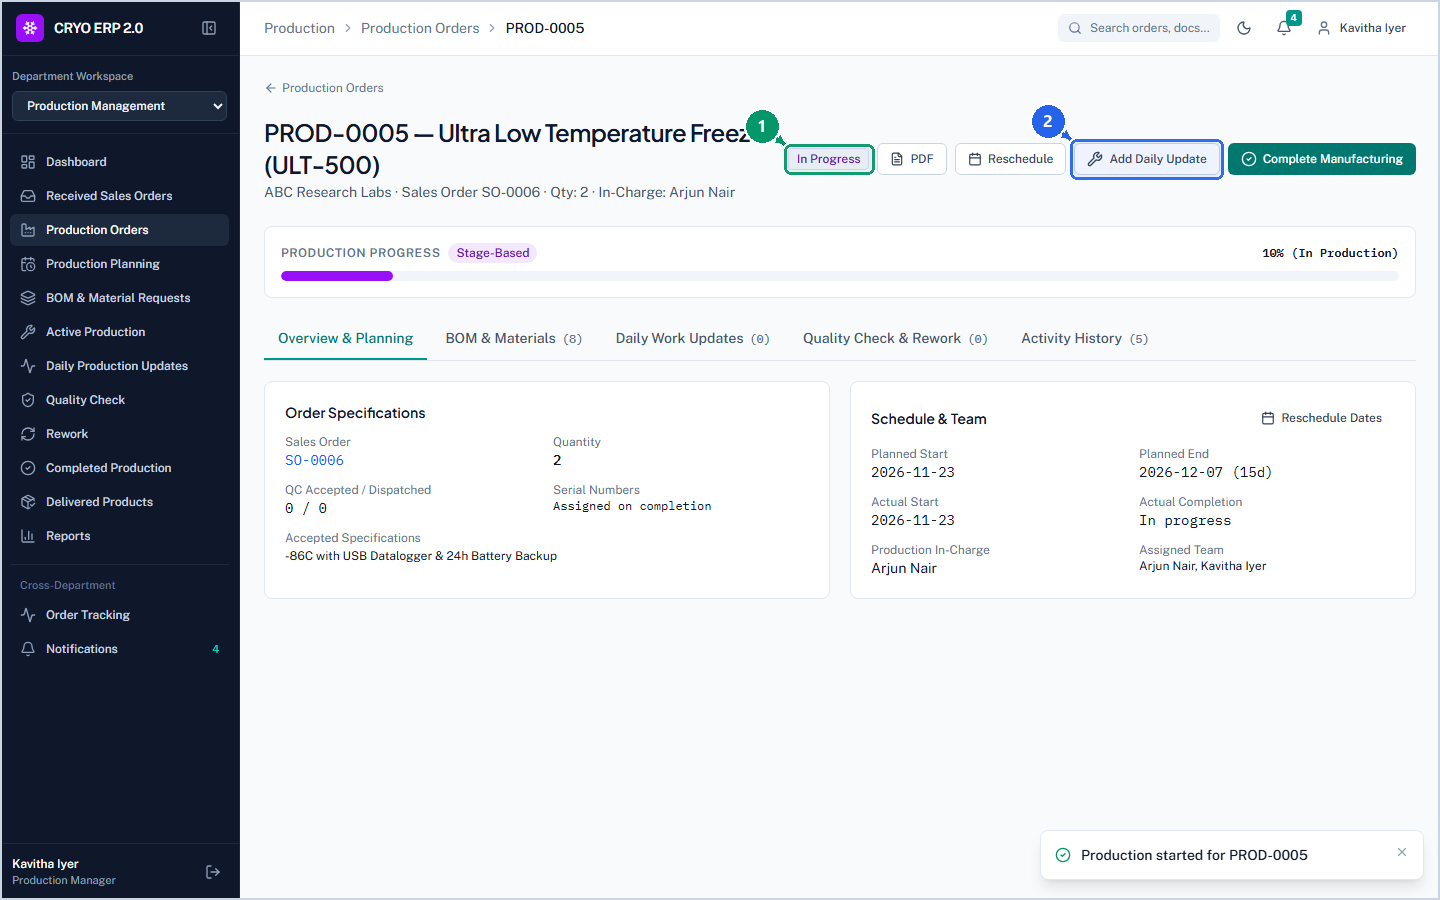 CRYO ERP 2.0
Department Workspace
Production Management
Dashboard
Received Sales Orders
Production Orders
Production Planning
BOM & Material Requests
Active Production
Daily Production Updates
Quality Check
Rework
Completed Production
Delivered Products
Reports
Cross-Department
Order Tracking
Notifications 4
Kavitha Iyer
Production Manager
Production > Production Orders > PROD-0005
Search orders, docs...
4
Kavitha Iyer
← Production Orders
PROD-0005 — Ultra Low Temperature Freez
(ULT-500)
ABC Research Labs · Sales Order SO-0006 · Qty: 2 · In-Charge: Arjun Nair
1
In Progress
PDF
Reschedule
2
Add Daily Update
Complete Manufacturing
PRODUCTION PROGRESS Stage-Based 10% (In Production)
Overview & Planning
BOM & Materials (8)
Daily Work Updates (0)
Quality Check & Rework (0)
Activity History (5)
Order Specifications
Sales Order
SO-0006
Quantity
2
QC Accepted / Dispatched
0 / 0
Serial Numbers
Assigned on completion
Accepted Specifications
-86C with USB Datalogger & 24h Battery Backup
Schedule & Team
Reschedule Dates
Planned Start
2026-11-23
Planned End
2026-12-07 (15d)
Actual Start
2026-11-23
Actual Completion
In progress
Production In-Charge
Arjun Nair
Assigned Team
Arjun Nair, Kavitha Iyer
Production started for PROD-0005